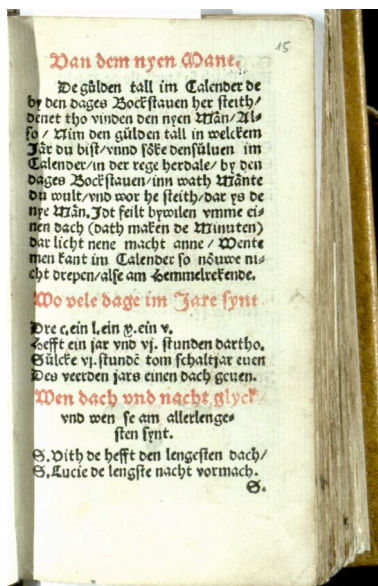 15
Van dem nyen Mane.
De gülden tall im Calender de
by den dages Bockstauen her steith/
denet tho vinden den nyen Mān/Al-
so/ Nim den gülden tall in welckem
Jār du bist/vnnd söke densüluen im
Calender/in der rege herdale/ by den
dages Bockstauen/inn wath Mānte
du wult/vnd wor he steith/dar ys de
nye Mān. Jdt feilt bywilen vmme ei-
nen dach (dath maken de Minuten)
dar licht nene macht anne/ Wente
men kant im Calender so nöuwe ni-
cht drepen/alse am Hemmelrekende.
Wo vele dage im Jare synt
Dre c.ein l.ein x.ein v.
Hefft ein jar vnd vj. stunden dartho.
Sülcke vj.stundē tom schaltjar euen
Des veerden jars einen dach geuen.
Wen dach vnd nacht glyck/
vnd wen se am allerlenge-
sten synt.
S.Vith de hefft den lengesten dach/
S.Lucie de lengste nacht vormach.
S.